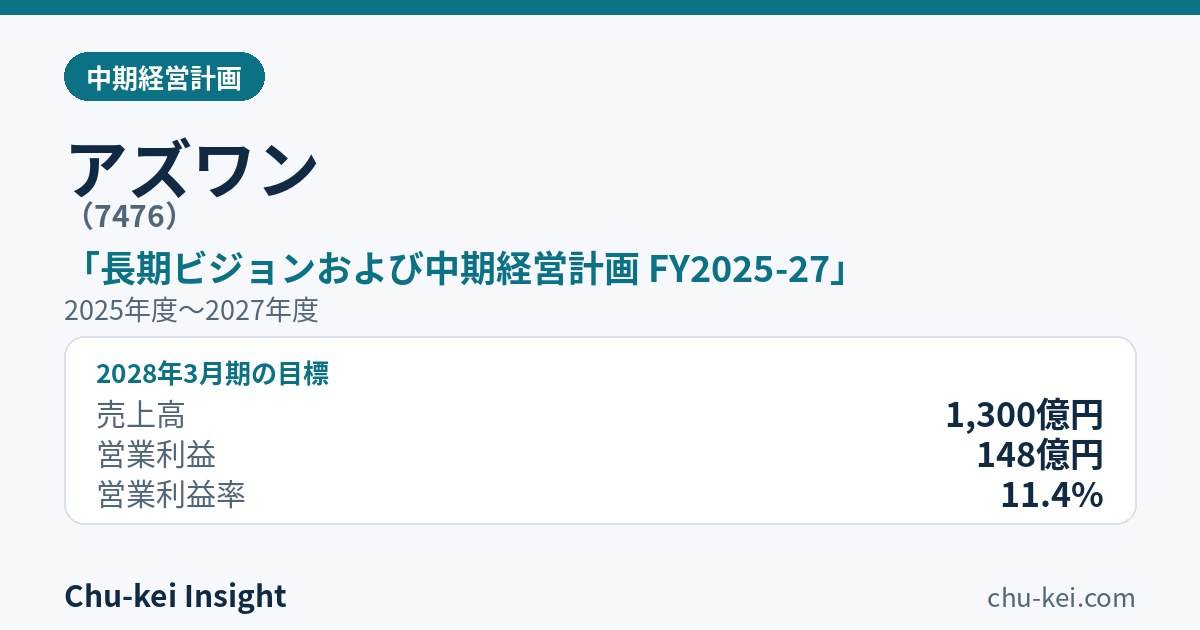 中期経営計画
アズワン
（7476）
「長期ビジョンおよび中期経営計画 FY2025-27」
2025年度〜2027年度
2028年3月期の目標
売上高 1,300億円
営業利益 148億円
営業利益率 11.4%
Chu-kei Insight chu-kei.com